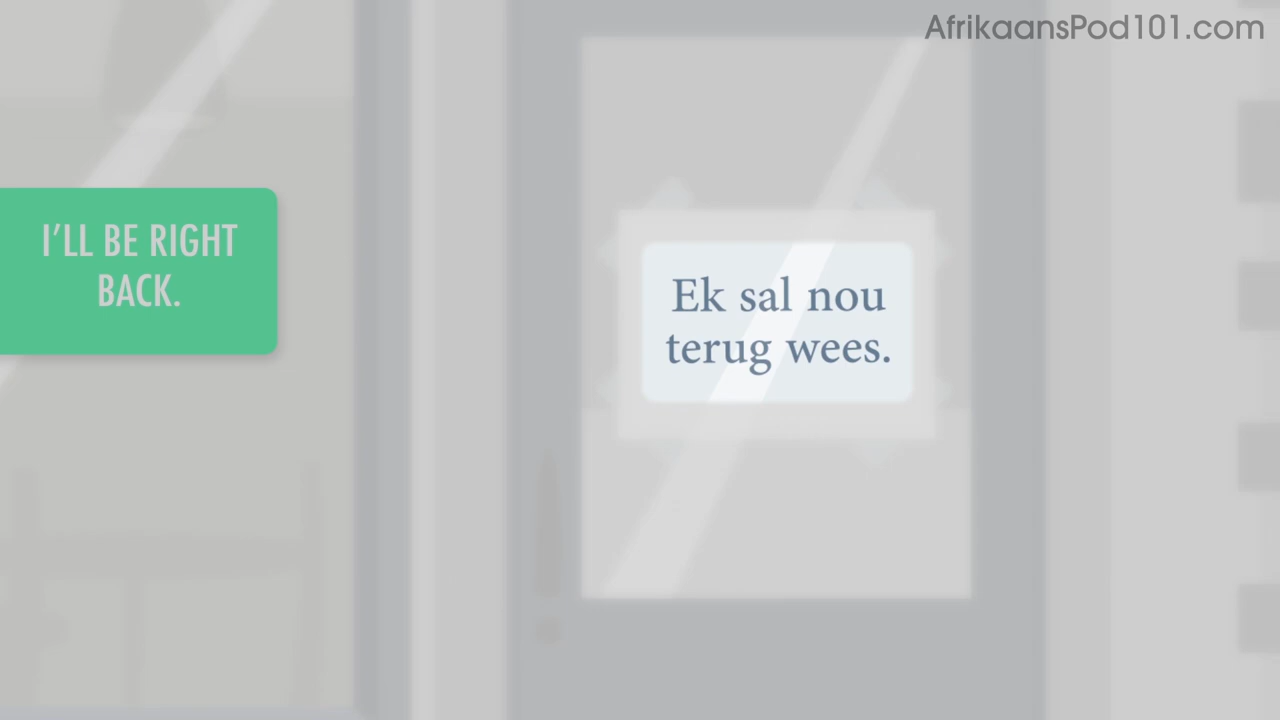 AfrikaansPod101.com
I'LL BE RIGHT
BACK.
Ek sal nou
terug wees.